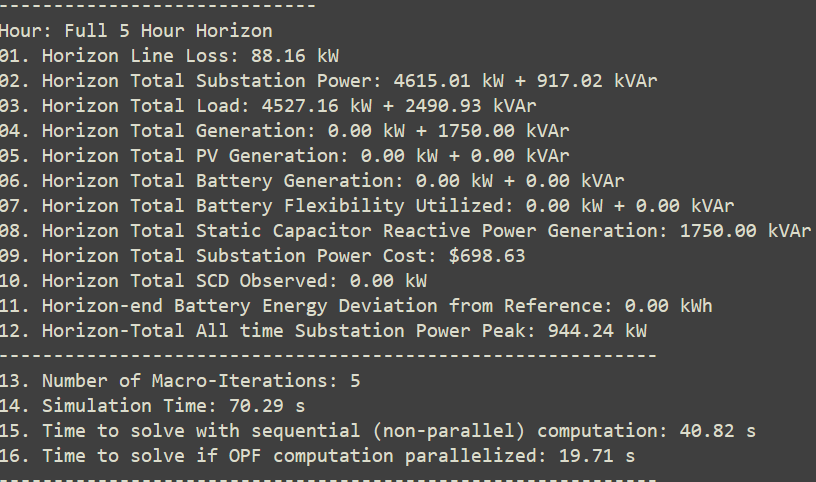 -----------------------------
Hour: Full 5 Hour Horizon
01. Horizon Line Loss: 88.16 kW
02. Horizon Total Substation Power: 4615.01 kW + 917.02 kVAr
03. Horizon Total Load: 4527.16 kW + 2490.93 kVAr
04. Horizon Total Generation: 0.00 kW + 1750.00 kVAr
05. Horizon Total PV Generation: 0.00 kW + 0.00 kVAr
06. Horizon Total Battery Generation: 0.00 kW + 0.00 kVAr
07. Horizon Total Battery Flexibility Utilized: 0.00 kW + 0.00 kVAr
08. Horizon Total Static Capacitor Reactive Power Generation: 1750.00 kVAr
09. Horizon Total Substation Power Cost: $698.63
10. Horizon Total SCD Observed: 0.00 kW
11. Horizon-end Battery Energy Deviation from Reference: 0.00 kWh
12. Horizon-Total All time Substation Power Peak: 944.24 kW
------------------------------------------------------------
13. Number of Macro-Iterations: 5
14. Simulation Time: 70.29 s
15. Time to solve with sequential (non-parallel) computation: 40.82 s
16. Time to solve if OPF computation parallelized: 19.71 s
------------------------------------------------------------